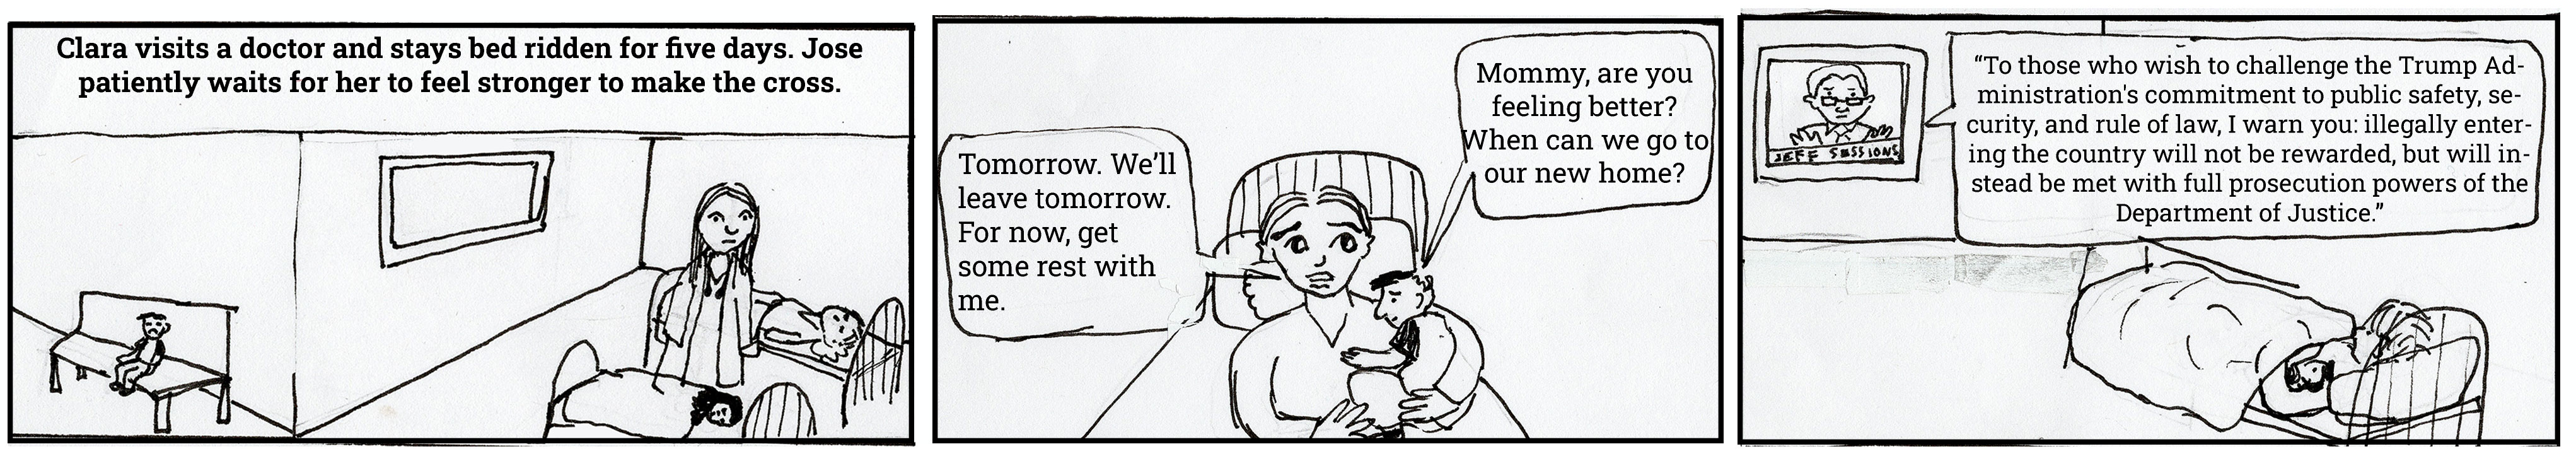 Clara visits a doctor and stays bed ridden for five days. Jose
patiently waits for her to feel stronger to make the cross.
Mommy, are you
feeling better?
When can we go to
our new home?
Tomorrow. We’ll
leave tomorrow.
For now, get
some rest with
me.
JEFF SESSIONS
“To those who wish to challenge the Trump Ad-
ministration's commitment to public safety, se-
curity, and rule of law, I warn you: illegally enter-
ing the country will not be rewarded, but will in-
stead be met with full prosecution powers of the
Department of Justice.”